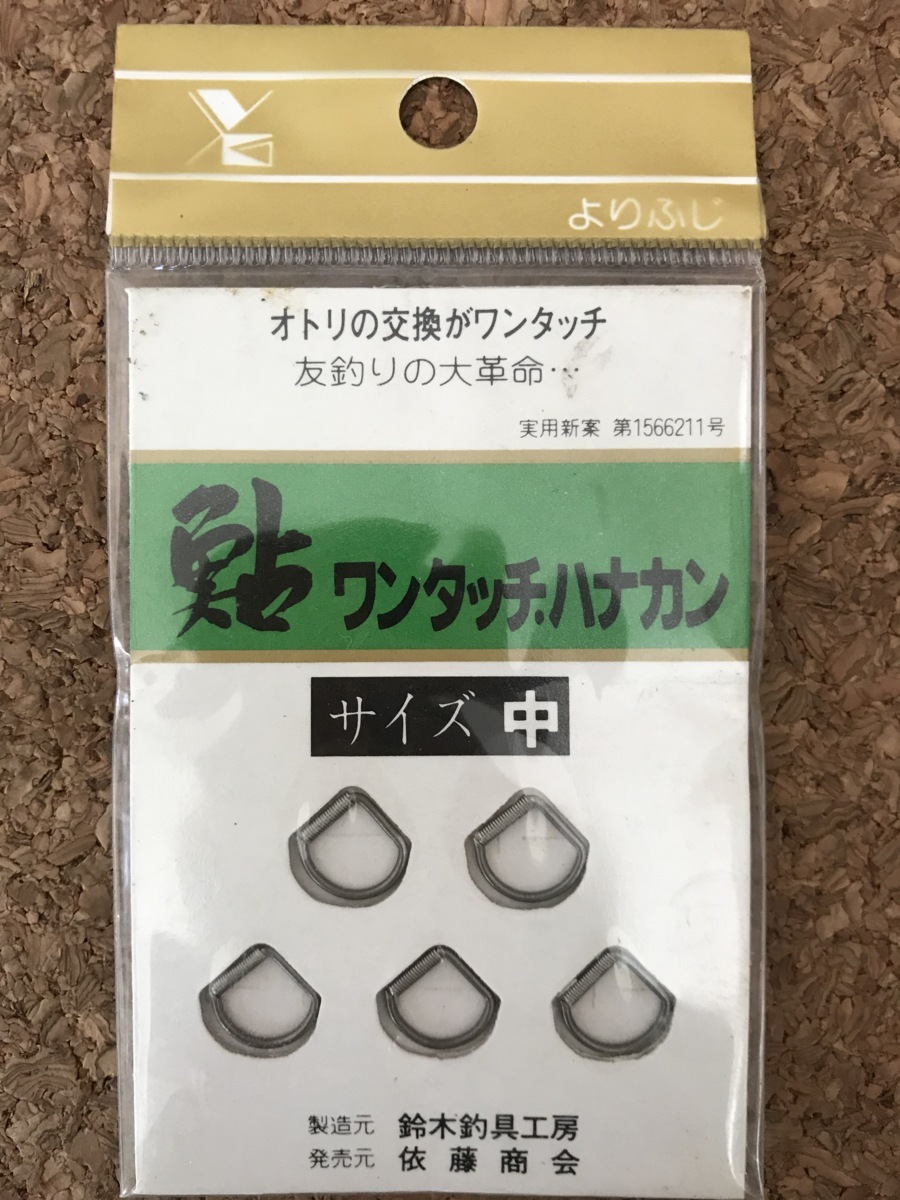 よりふじ
オトリの交換がワンタッチ
友釣りの大革命…
実用新案 第1566211号
鮎 ワンタッチ・ハナカン
サイズ 中
製造元 鈴木釣具工房
発売元 依藤商会